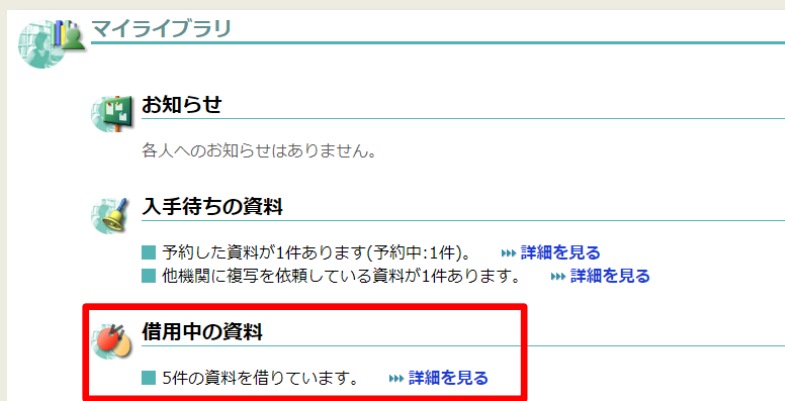 マイライブラリ
お知らせ
各人へのお知らせはありません。
入手待ちの資料
■ 予約した資料が1件あります(予約中:1件)。 ››› 詳細を見る
■ 他機関に複写を依頼している資料が1件あります。 ››› 詳細を見る
借用中の資料
■ 5件の資料を借りています。 ››› 詳細を見る